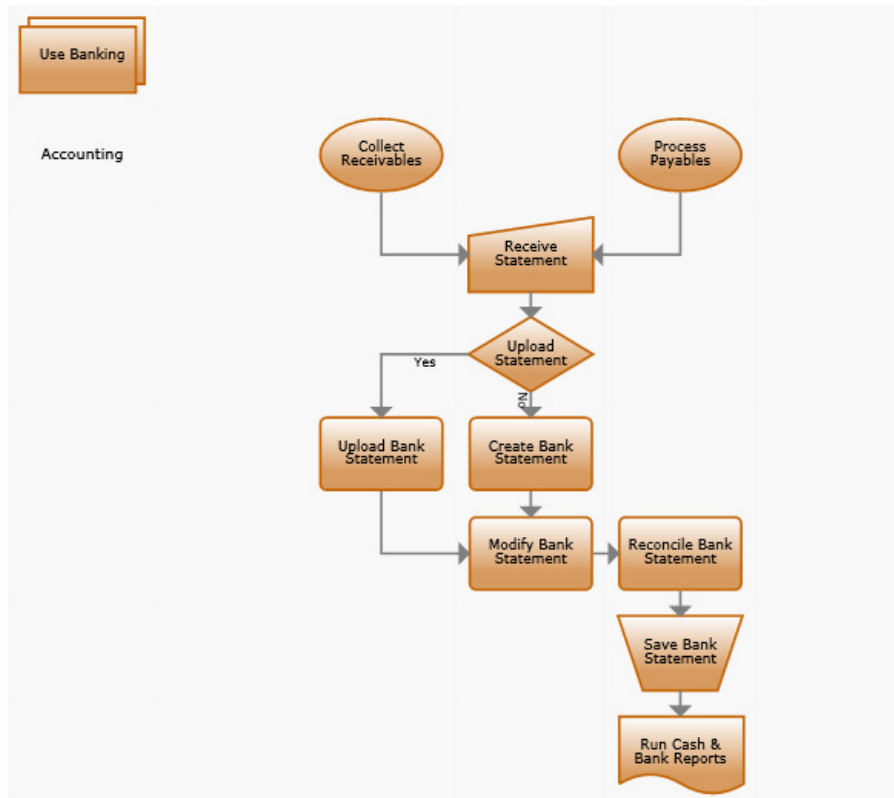 Use Banking
Accounting
Collect
Receivables
Process
Payables
Receive
Statement
Upload
Statement
Yes
No
Upload Bank
Statement
Create Bank
Statement
Modify Bank
Statement
Reconcile Bank
Statement
Save Bank
Statement
Run Cash &
Bank Reports